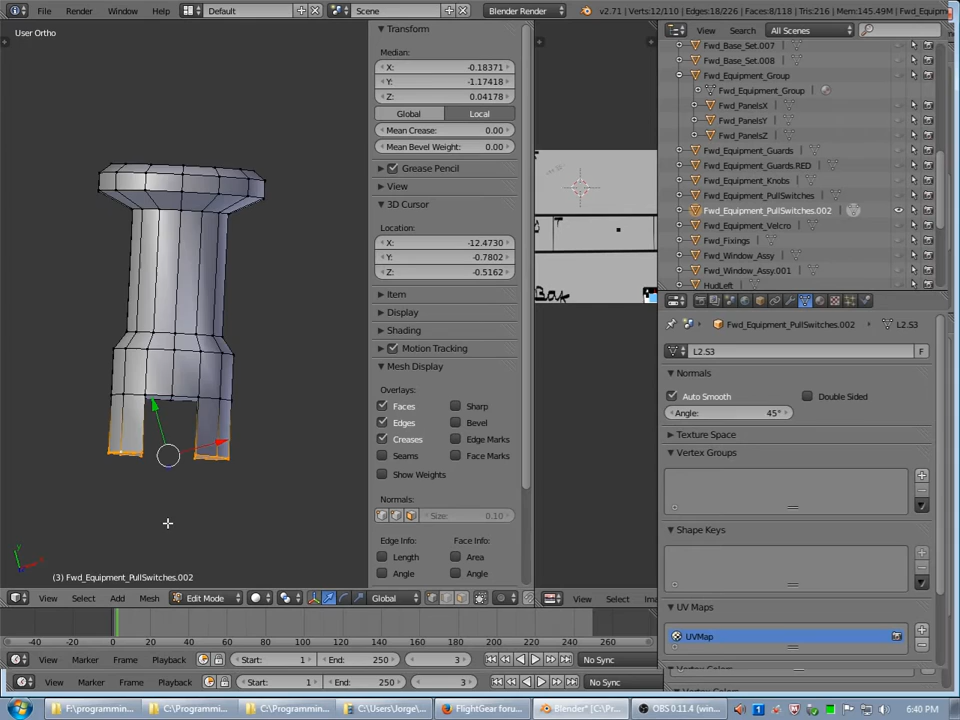 File Render Window Help Default Scene Blender Render v2.71 | Verts:12/110 | Edges:18/226 | Faces:8/118 | Tris:216 | Mem:145.49M | Fwd_Equipm
User Ortho
Transform
Median:
X: -0.18371
Y: -1.17418
Z: 0.04178
Global Local
Mean Crease: 0.00
Mean Bevel Weight: 0.00
Grease Pencil
View
3D Cursor
Location:
X: -12.4730
Y: -0.7802
Z: -0.5162
Item
Display
Shading
Motion Tracking
Mesh Display
Overlays:
Faces Sharp
Edges Bevel
Creases Edge Marks
Seams Face Marks
Show Weights
Normals:
Size: 0.10
Edge Info: Face Info:
Length Area
Angle Angle
View Search All Scenes
Fwd_Base_Set.007
Fwd_Base_Set.008
Fwd_Equipment_Group
Fwd_Equipment_Group
Fwd_PanelsX
Fwd_PanelsY
Fwd_PanelsZ
Fwd_Equipment_Guards
Fwd_Equipment_Guards.RED
Fwd_Equipment_Knobs
Fwd_Equipment_PullSwitches
Fwd_Equipment_PullSwitches.002
Fwd_Equipment_Velcro
Fwd_Fixings
Fwd_Window_Assy
Fwd_Window_Assy.001
HudLeft
Fwd_Equipment_PullSwitches.002 L2.S3
L2.S3 F
Normals
Auto Smooth Double Sided
Angle: 45°
Texture Space
Vertex Groups
Shape Keys
UV Maps
UVMap
(3) Fwd_Equipment_PullSwitches.002
View Select Add Mesh Edit Mode Global View Select
-40 -20 0 20 40 60 80 100 120 140 160 180 200 220 240 260
View Marker Frame Playback Start: 1 End: 250 3 No Sync
View Marker Frame Playback Start: 1 End: 250 3 No Sync
F:\programmin... C:\Programmin... C:\Programmin... C:\Users\Jorge\... FlightGear foru... Blender* [C:\Pr... OBS 0.11.4 (win... 6:40 PM